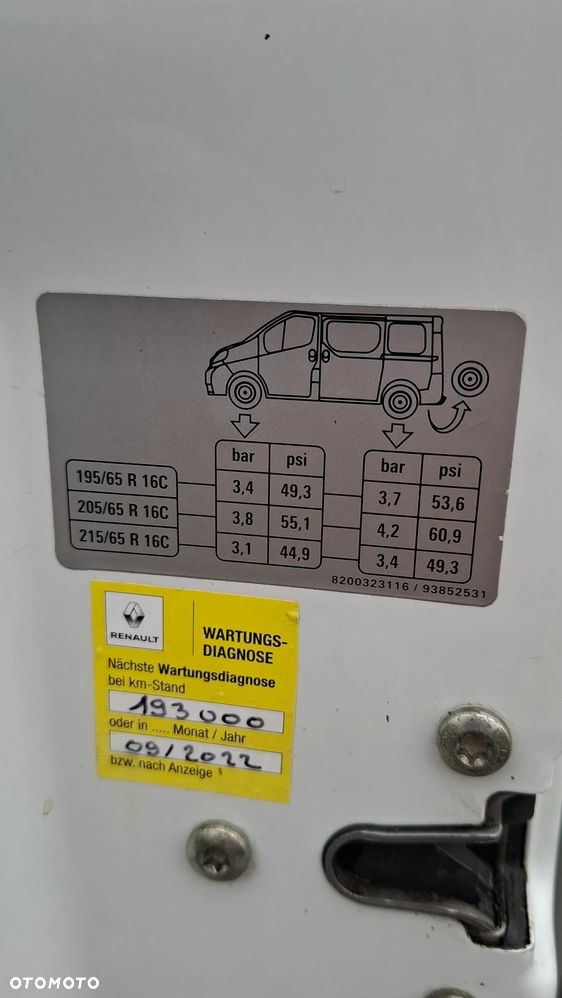 bar psi bar psi
195/65 R 16C 3,4 49,3 3,7 53,6
205/65 R 16C 3,8 55,1 4,2 60,9
215/65 R 16C 3,1 44,9 3,4 49,3
8200323116 / 93852531
RENAULT
WARTUNGS-
DIAGNOSE
Nächste Wartungsdiagnose
bei km-Stand
193000
oder in ..... Monat / Jahr
09/2022
bzw. nach Anzeige
OTOMOTO